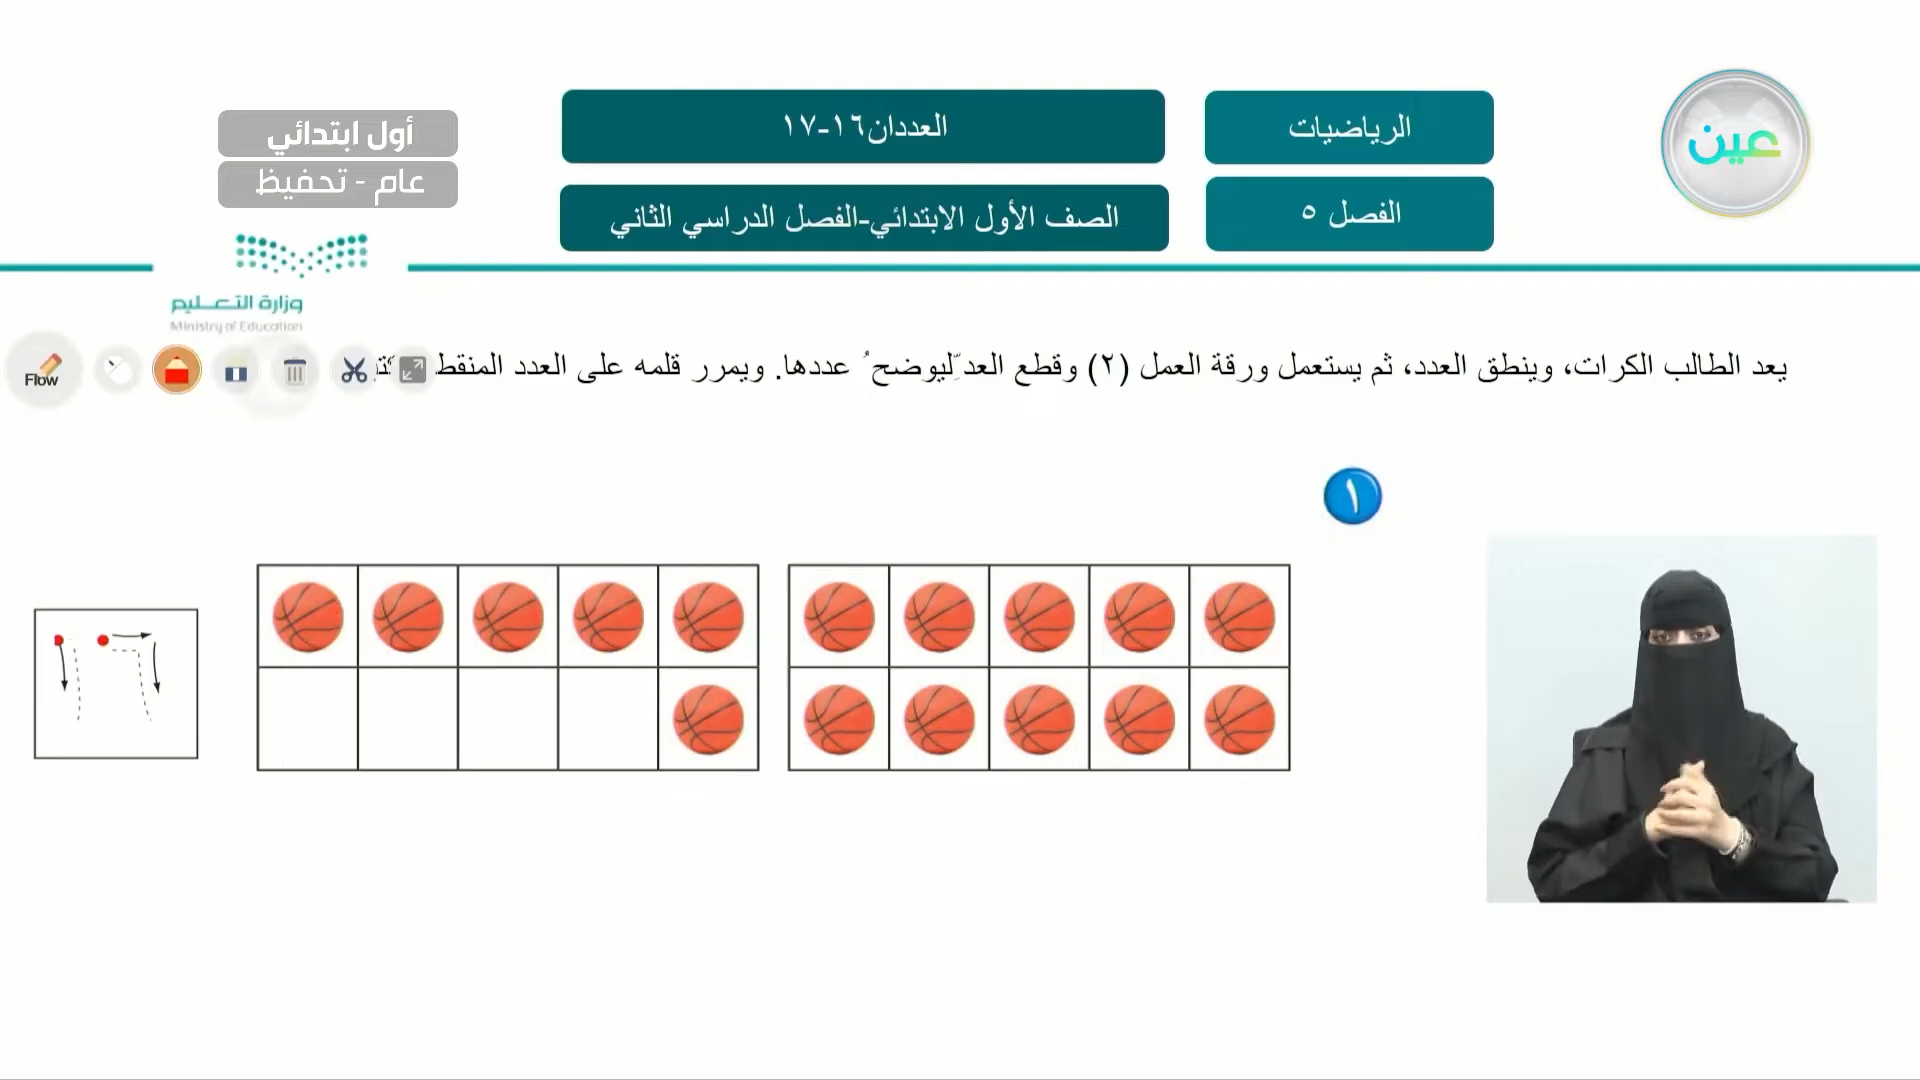 عين
الرياضيات
العددان١٦-١٧
أول ابتدائي
عام - تحفيظ
الفصل ٥
الصف الأول الابتدائي-الفصل الدراسي الثاني
وزارة التعليم
Ministry of Education
يعد الطالب الكرات، وينطق العدد، ثم يستعمل ورقة العمل (٢) وقطع العدِّ ليوضحُ عددها. ويمرر قلمه على العدد المنقط
Flow
١
١٦